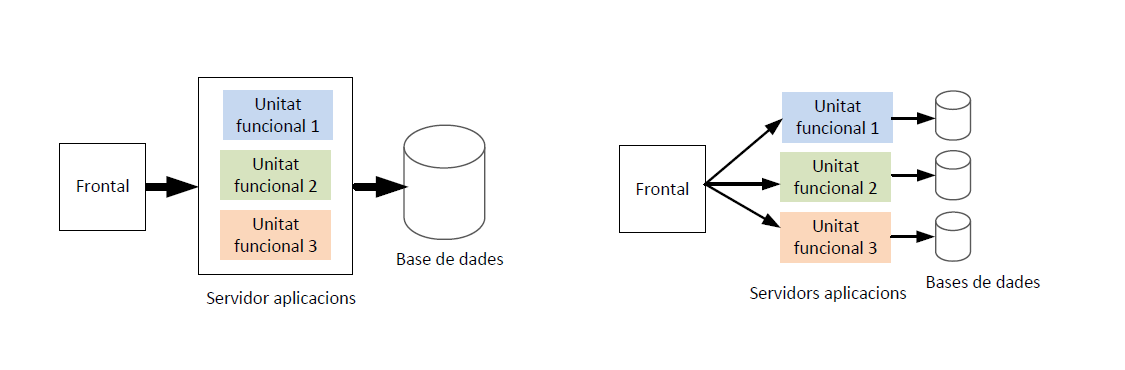 Frontal
Unitat
funcional 1
Unitat
funcional 2
Unitat
funcional 3
Servidor aplicacions
Base de dades
Frontal
Unitat
funcional 1
Unitat
funcional 2
Unitat
funcional 3
Servidors aplicacions
Bases de dades